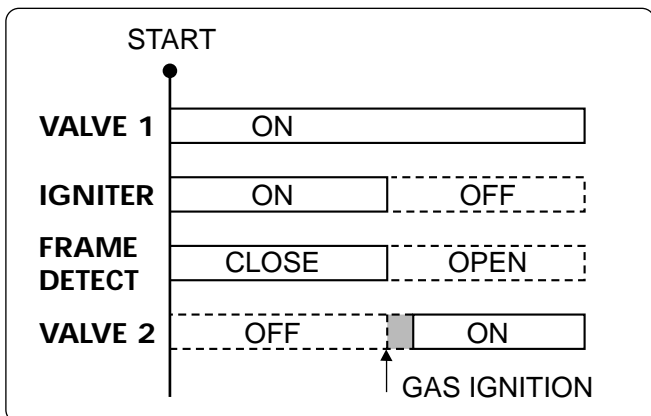 START
VALVE 1 ON
IGNITER ON OFF
FRAME
DETECT CLOSE OPEN
VALVE 2 OFF ON
GAS IGNITION